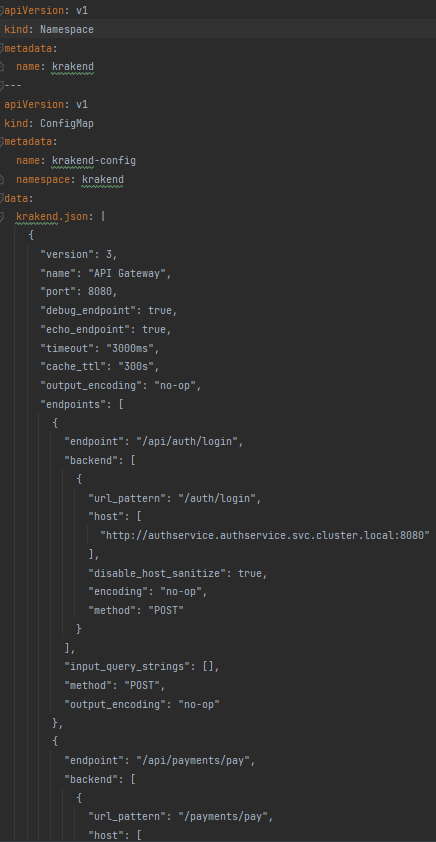 apiVersion: v1
kind: Namespace
metadata:
  name: krakend
---
apiVersion: v1
kind: ConfigMap
metadata:
  name: krakend-config
  namespace: krakend
data:
  krakend.json: |
    {
      "version": 3,
      "name": "API Gateway",
      "port": 8080,
      "debug_endpoint": true,
      "echo_endpoint": true,
      "timeout": "3000ms",
      "cache_ttl": "300s",
      "output_encoding": "no-op",
      "endpoints": [
        {
          "endpoint": "/api/auth/login",
          "backend": [
            {
              "url_pattern": "/auth/login",
              "host": [
                "http://authservice.authservice.svc.cluster.local:8080"
              ],
              "disable_host_sanitize": true,
              "encoding": "no-op",
              "method": "POST"
            }
          ],
          "input_query_strings": [],
          "method": "POST",
          "output_encoding": "no-op"
        },
        {
          "endpoint": "/api/payments/pay",
          "backend": [
            {
              "url_pattern": "/payments/pay",
              "host": [